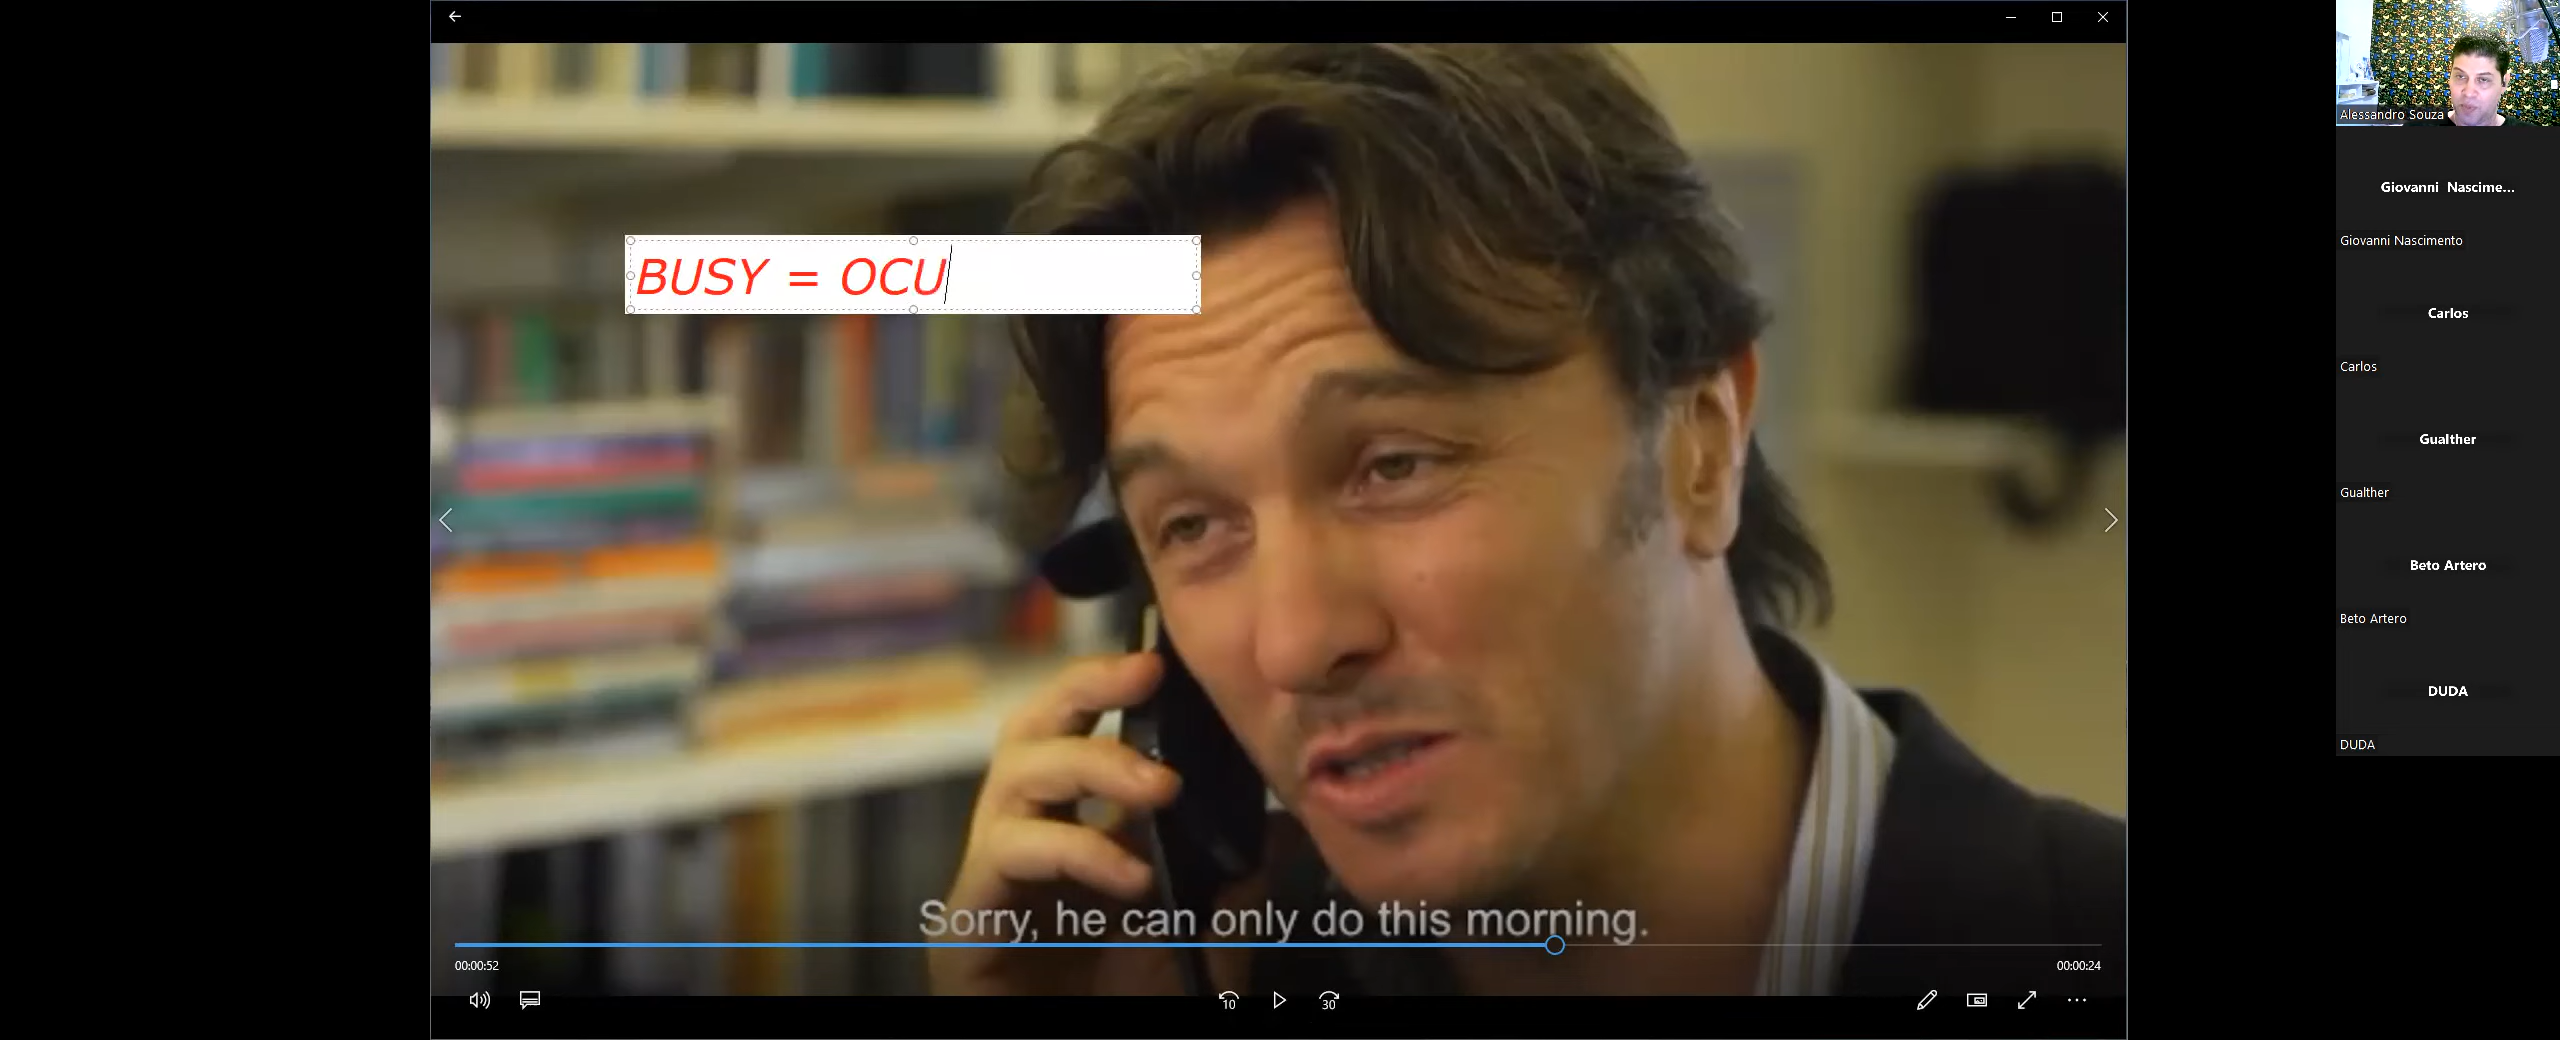 BUSY = OCU
Sorry, he can only do this morning.
00:00:52
00:00:24
10
30
Alessandro Souza
Giovanni Nascime...
Giovanni Nascimento
Carlos
Carlos
Gualther
Gualther
Beto Artero
Beto Artero
DUDA
DUDA